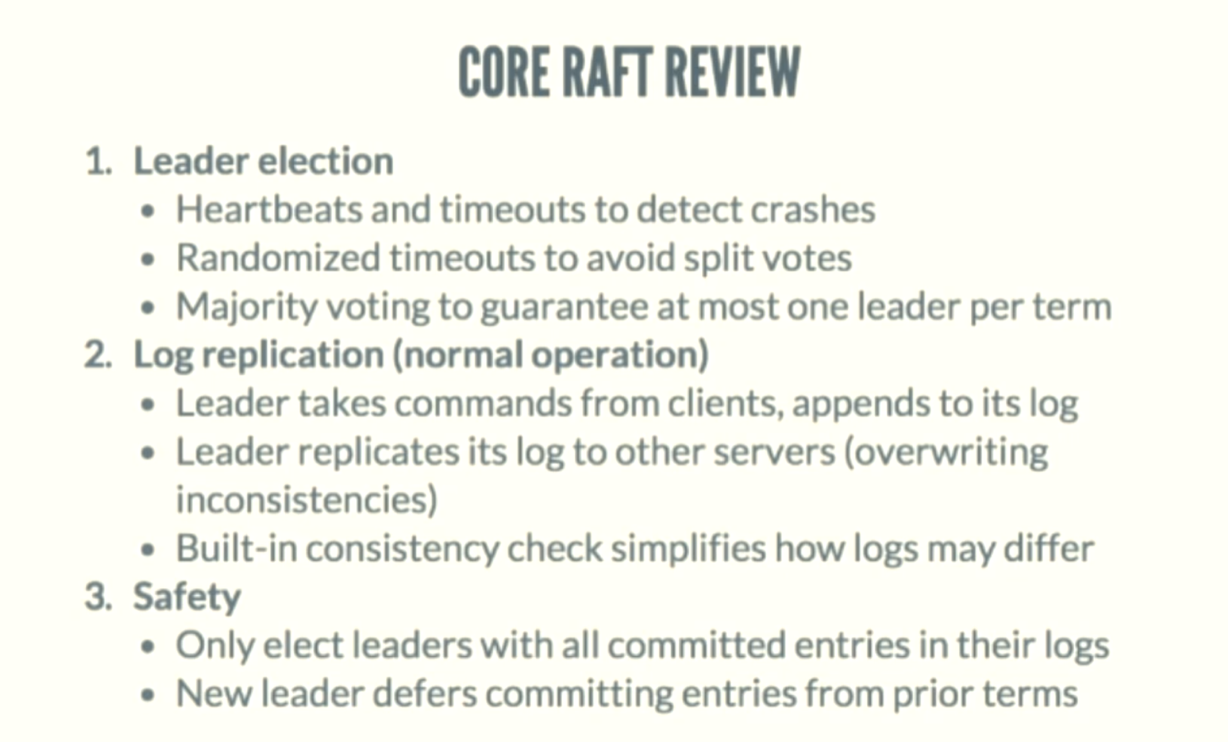 CORE RAFT REVIEW
1. Leader election
• Heartbeats and timeouts to detect crashes
• Randomized timeouts to avoid split votes
• Majority voting to guarantee at most one leader per term
2. Log replication (normal operation)
• Leader takes commands from clients, appends to its log
• Leader replicates its log to other servers (overwriting
inconsistencies)
• Built-in consistency check simplifies how logs may differ
3. Safety
• Only elect leaders with all committed entries in their logs
• New leader defers committing entries from prior terms